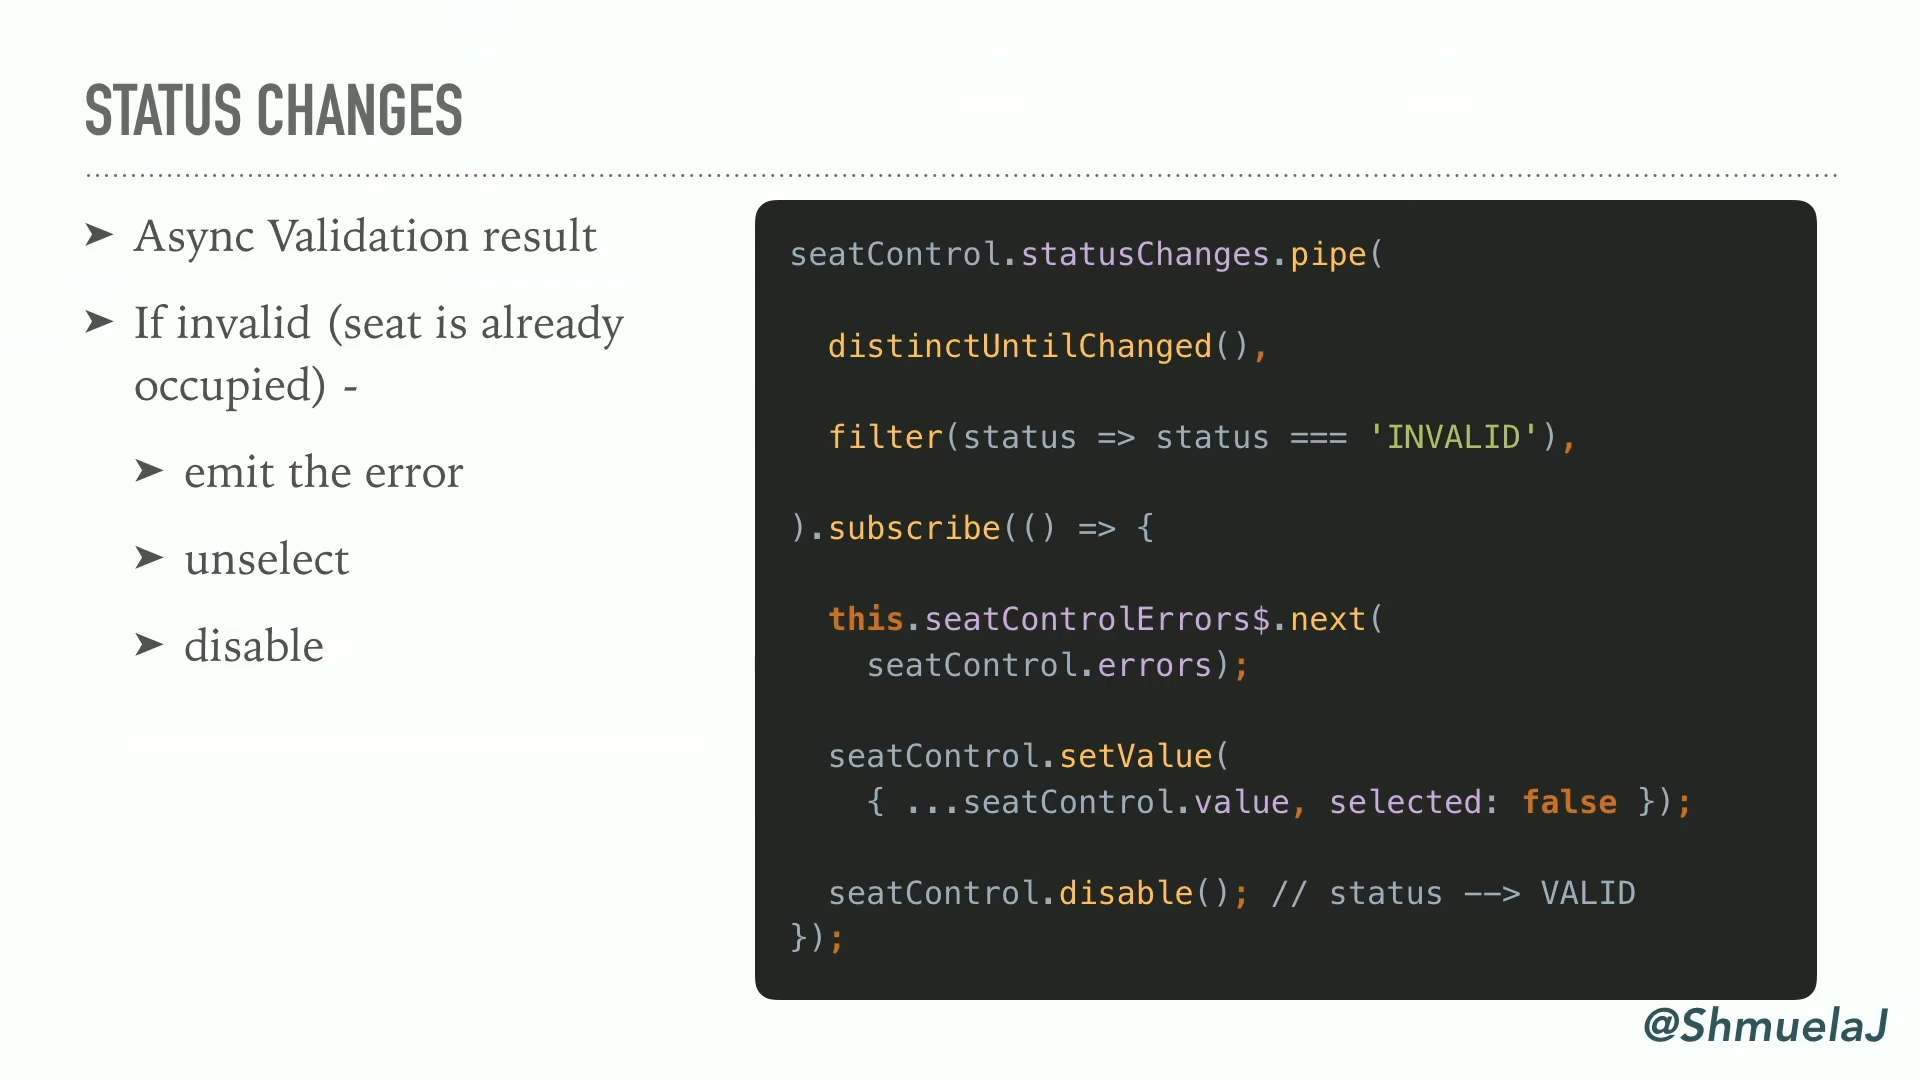 STATUS CHANGES
➤ Async Validation result
➤ If invalid (seat is already
occupied) -
➤ emit the error
➤ unselect
➤ disable
seatControl.statusChanges.pipe(
distinctUntilChanged(),
filter(status => status === 'INVALID'),
).subscribe(() => {
this.seatControlErrors$.next(
seatControl.errors);
seatControl.setValue(
{ ...seatControl.value, selected: false });
seatControl.disable(); // status --> VALID
});
@ShmuelaJ